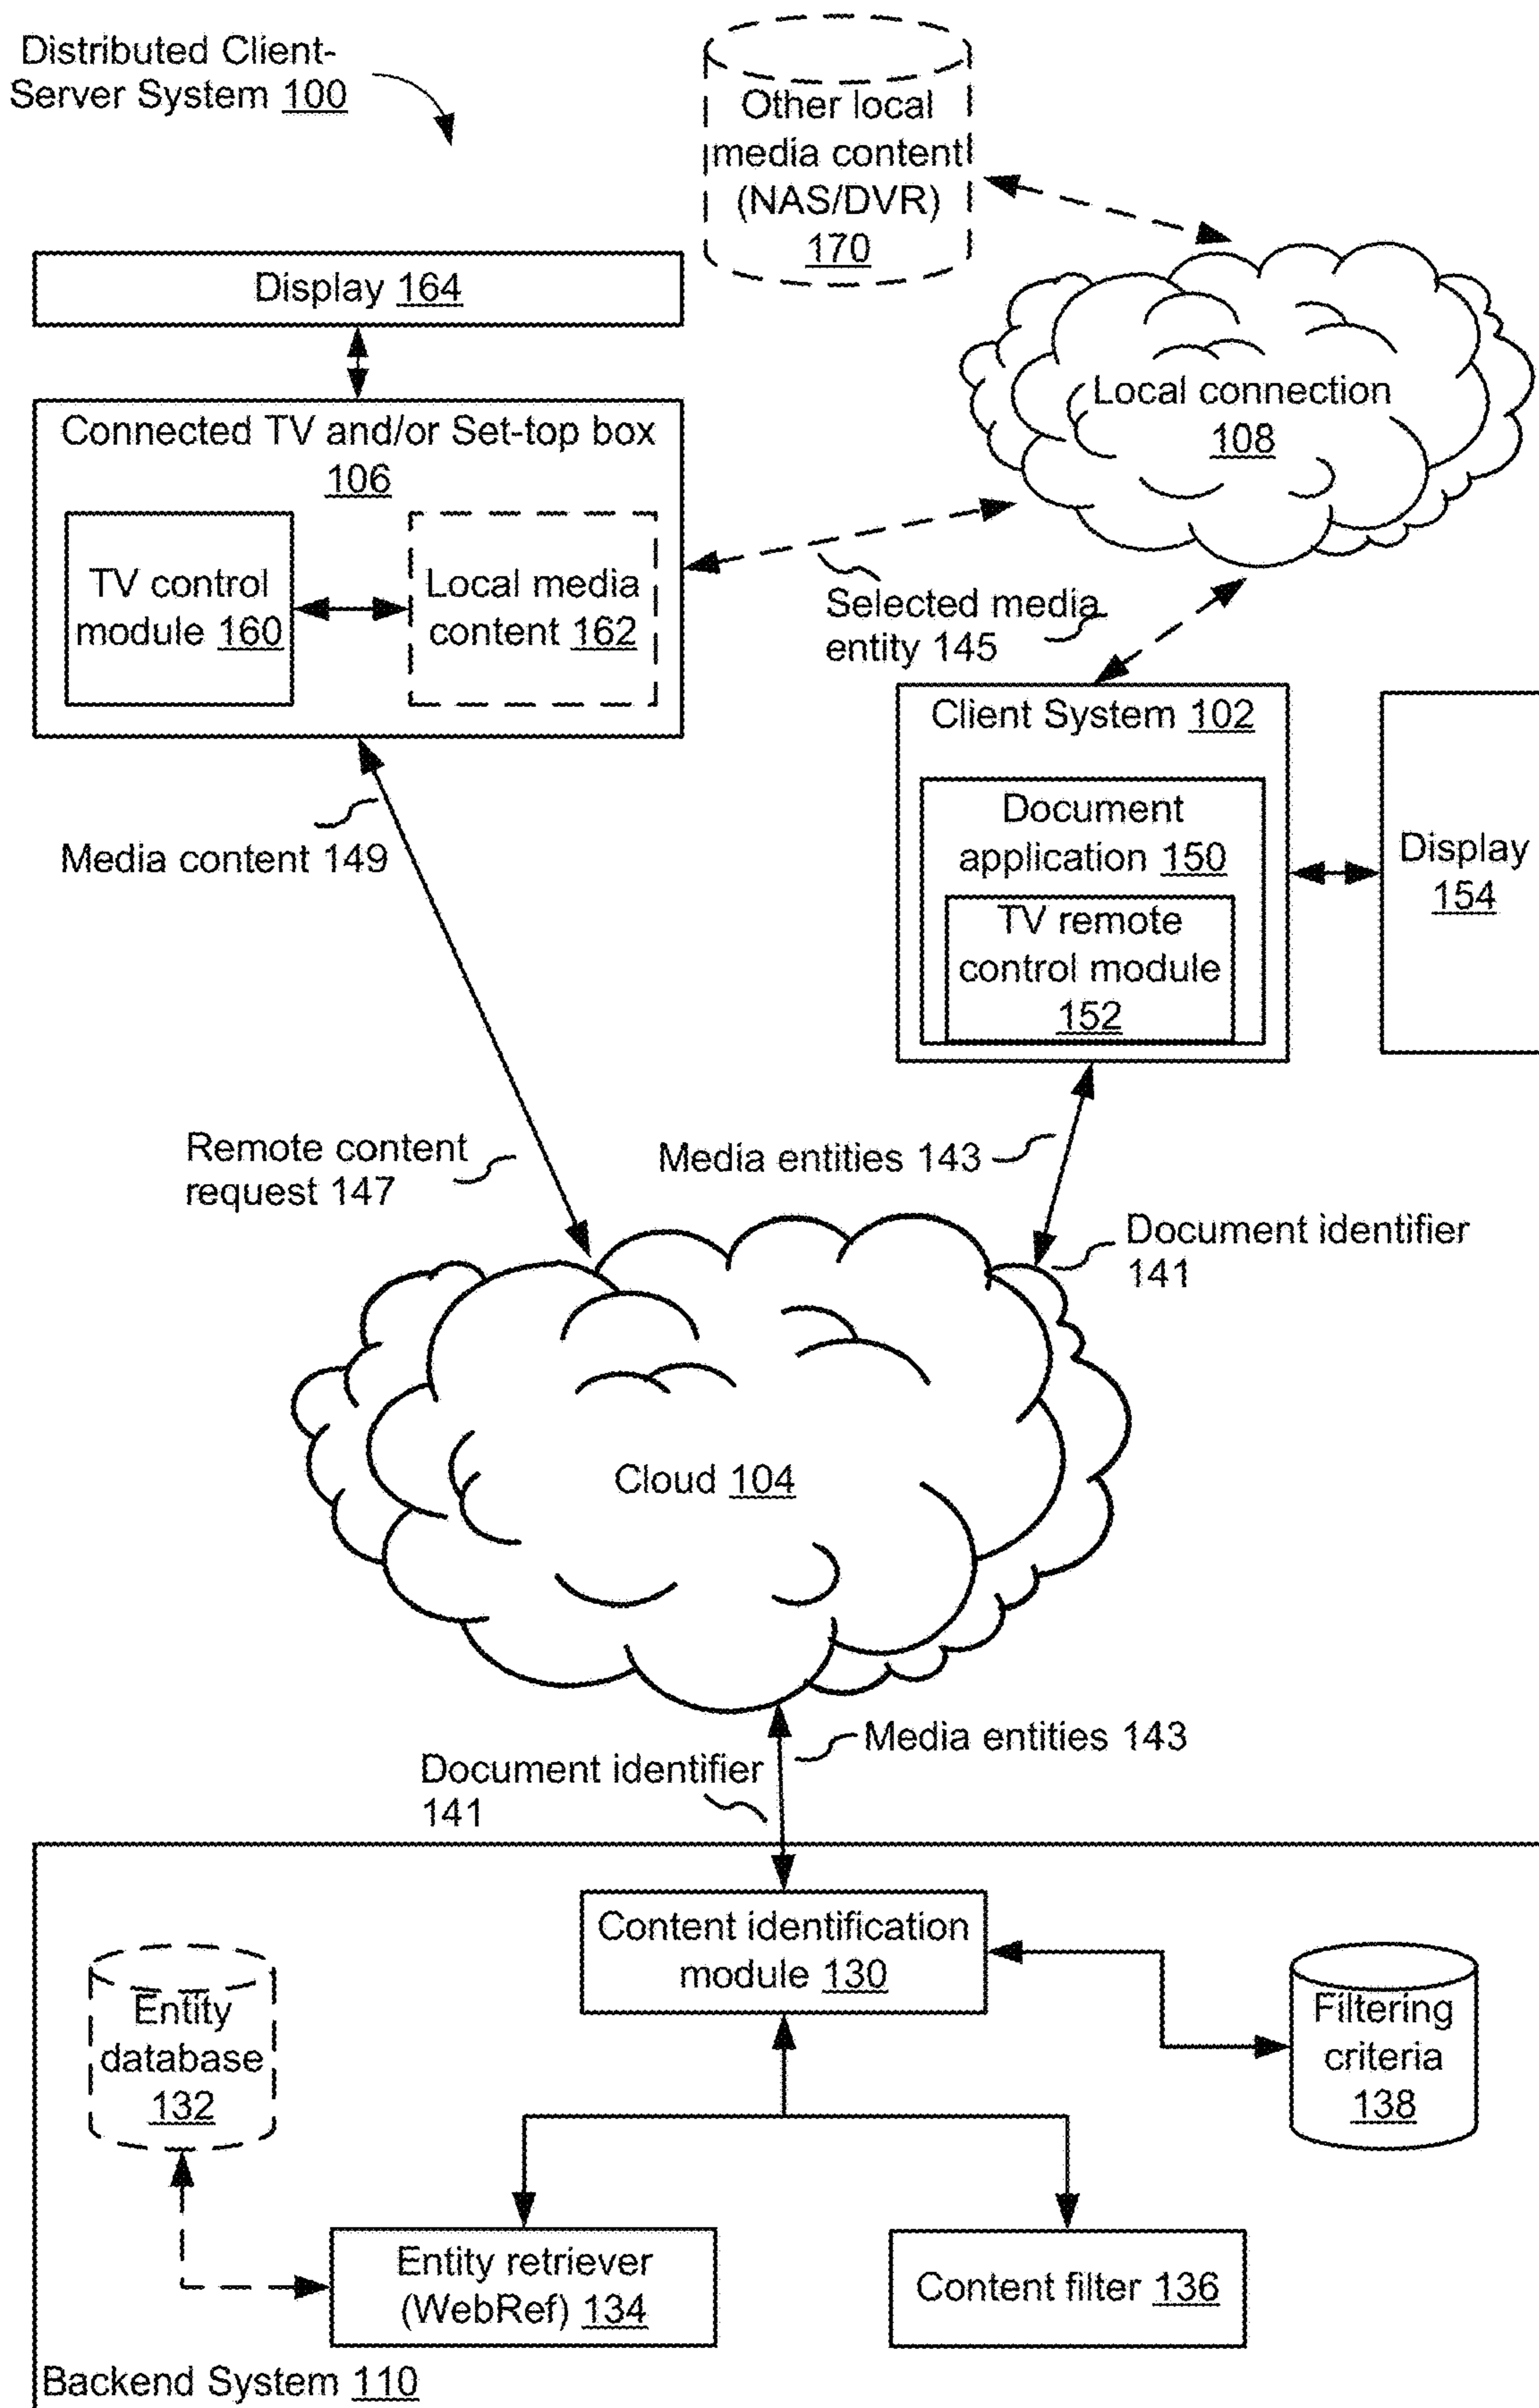 Distributed Client-
Server System 100
Other local
media content
(NAS/DVR)
170
Display 164
Local connection
108
Connected TV and/or Set-top box
106
TV control
module 160
Local media
content 162
Selected media
entity 145
Client System 102
Document
application 150
TV remote
control module
152
Display
154
Media content 149
Remote content
request 147
Media entities 143
Document identifier
141
Cloud 104
Media entities 143
Document identifier
141
Content identification
module 130
Entity
database
132
Filtering
criteria
138
Entity retriever
(WebRef) 134
Content filter 136
Backend System 110